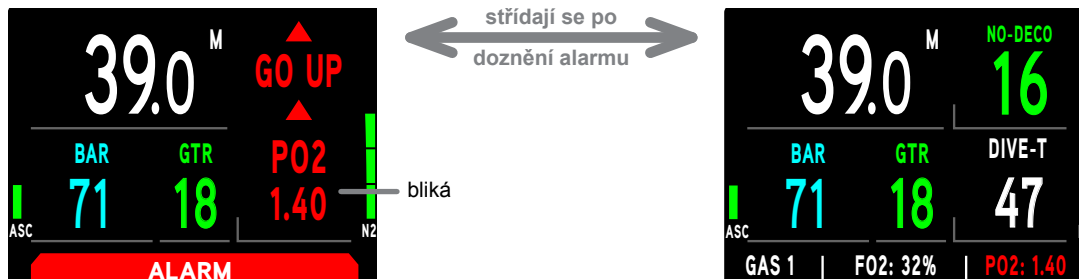 39.0 M
GO UP
BAR
71
GTR
18
PO2
1.40
ASC
N2
ALARM
střídají se po
doznění alarmu
bliká
39.0 M
NO-DECO
16
BAR
71
GTR
18
DIVE-T
47
ASC
GAS 1 | FO2: 32% | PO2: 1.40